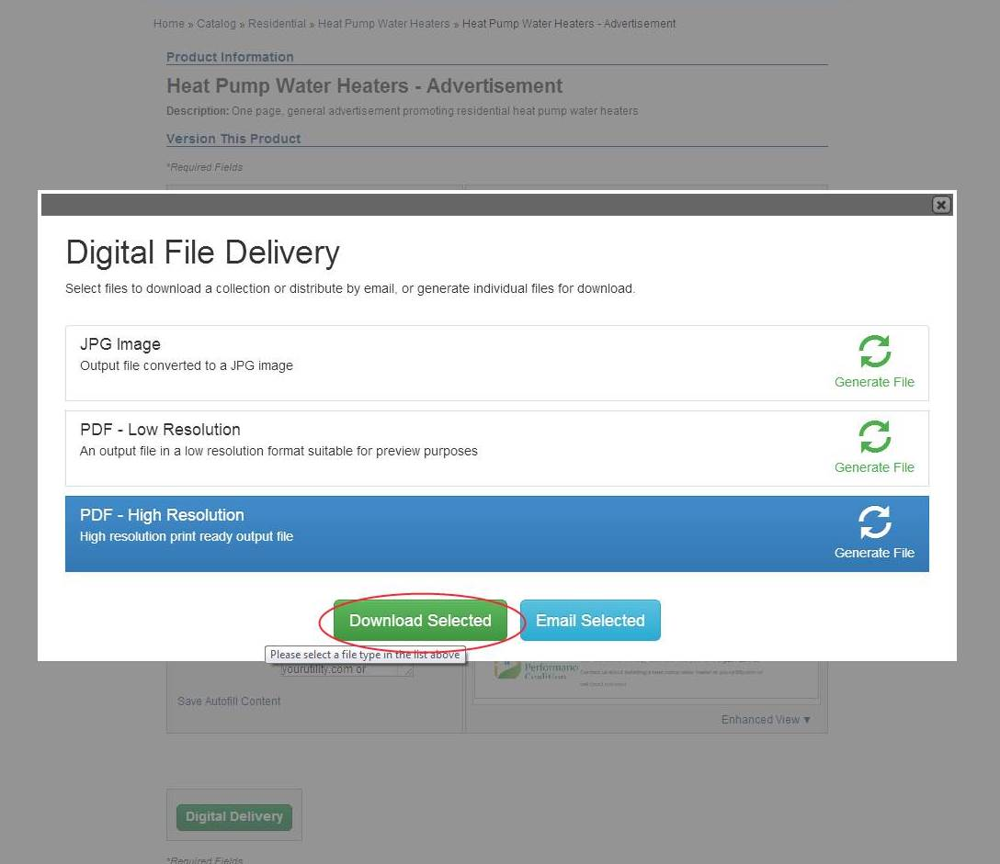 Home » Catalog » Residential » Heat Pump Water Heaters » Heat Pump Water Heaters - Advertisement
Product Information
Heat Pump Water Heaters - Advertisement
Description: One page, general advertisement promoting residential heat pump water heaters
Version This Product
*Required Fields
Digital File Delivery
Select files to download a collection or distribute by email, or generate individual files for download.
JPG Image
Output file converted to a JPG image
Generate File
PDF - Low Resolution
An output file in a low resolution format suitable for preview purposes
Generate File
PDF - High Resolution
High resolution print ready output file
Generate File
Download Selected
Email Selected
Please select a file type in the list above
yourutility.com or
Performance
Coalition
Save Autofill Content
Enhanced View ▼
Digital Delivery
*Required Fields